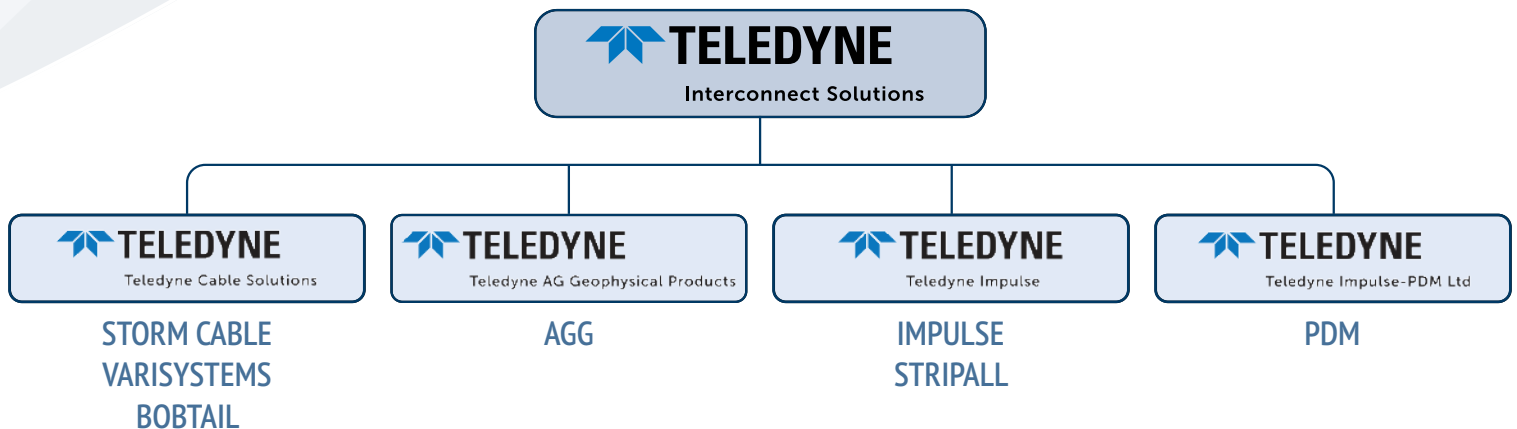 TELEDYNE
Interconnect Solutions
TELEDYNE
Teledyne Cable Solutions
TELEDYNE
Teledyne AG Geophysical Products
TELEDYNE
Teledyne Impulse
TELEDYNE
Teledyne Impulse-PDM Ltd
STORM CABLE
VARISYSTEMS
BOBTAIL
AGG
IMPULSE
STRIPALL
PDM